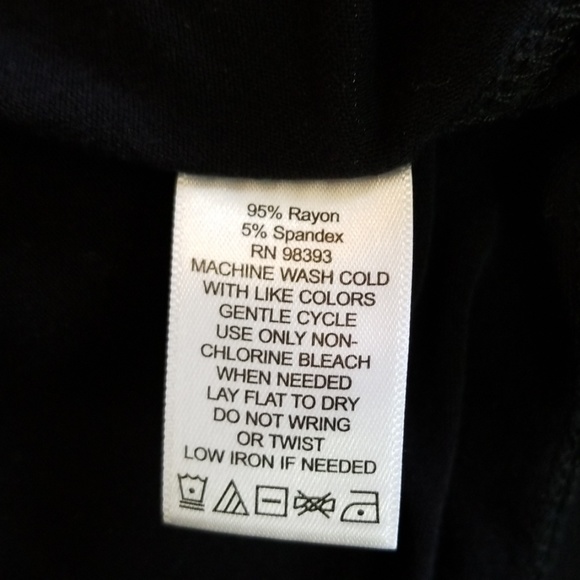 95% Rayon
5% Spandex
RN 98393
MACHINE WASH COLD
WITH LIKE COLORS
GENTLE CYCLE
USE ONLY NON-
CHLORINE BLEACH
WHEN NEEDED
LAY FLAT TO DRY
DO NOT WRING
OR TWIST
LOW IRON IF NEEDED